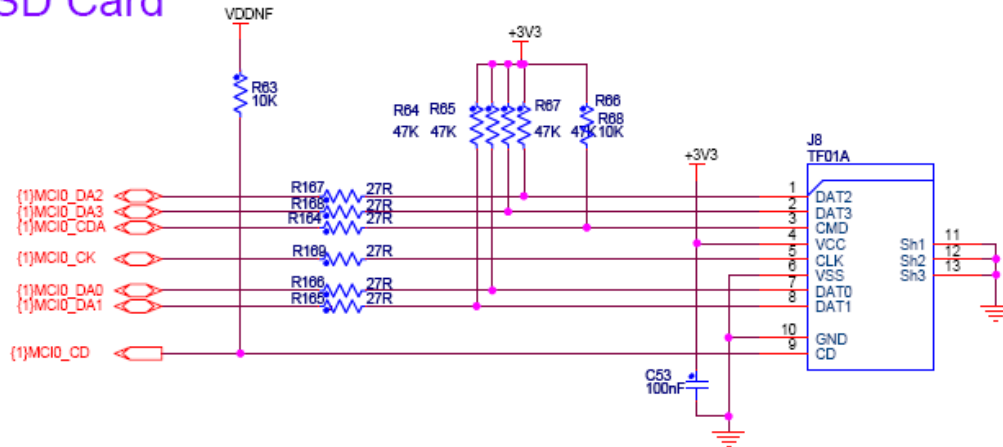 SD Card
VDDNF
+3V3
R63
10K
R64 R65 R67 R66
47K 47K 47K 47K R68 10K
+3V3
J8
TF01A
{1}MCI0_DA2 R167 27R 1 DAT2
{1}MCI0_DA3 R168 27R 2 DAT3
{1}MCI0_CDA R164 27R 3 CMD
4 VCC Sh1 11
{1}MCI0_CK R169 27R 5 CLK Sh2 12
6 VSS Sh3 13
{1}MCI0_DA0 R166 27R 7 DAT0
{1}MCI0_DA1 R165 27R 8 DAT1
10 GND
{1}MCI0_CD 9 CD
C53
100nF